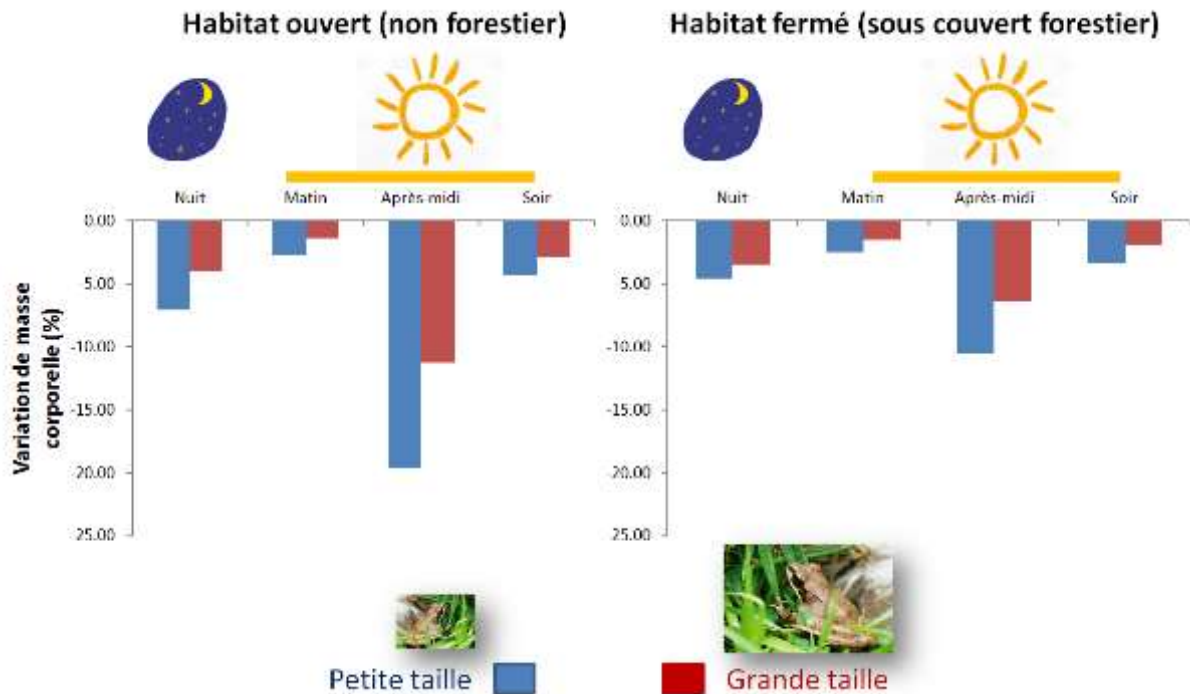 Habitat ouvert (non forestier)
Habitat fermé (sous couvert forestier)
Nuit Matin Après-midi Soir
Nuit Matin Après-midi Soir
Variation de masse
corporelle (%)
0.00
5.00
-10.00
-15.00
-20.00
25.00
0.00
5.00
-10.00
-15.00
-20.00
25.00
Petite taille
Grande taille